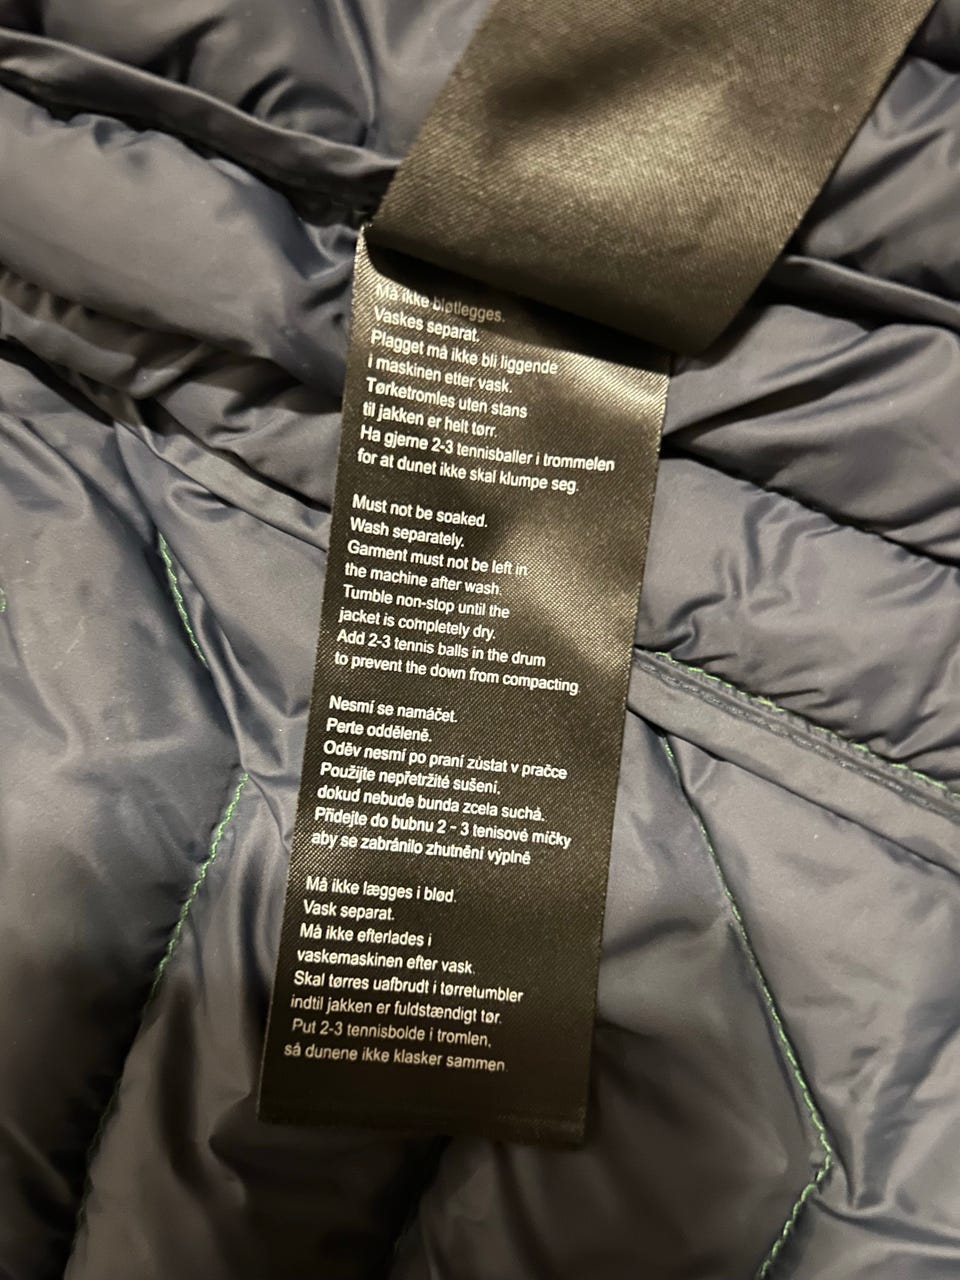 Må ikke bløtlegges.
Vaskes separat.
Plagget må ikke bli liggende
i maskinen etter vask.
Tørketromles uten stans
til jakken er helt tørr.
Ha gjerne 2-3 tennisballer i trommelen
for at dunet ikke skal klumpe seg.
Must not be soaked.
Wash separately.
Garment must not be left in
the machine after wash.
Tumble non-stop until the
jacket is completely dry.
Add 2-3 tennis balls in the drum
to prevent the down from compacting.
Nesmí se namáčet.
Perte odděleně.
Oděv nesmí po praní zůstat v pračce
Použijte nepřetržité sušení,
dokud nebude bunda zcela suchá.
Přidejte do bubnu 2 - 3 tenisové míčky
aby se zabránilo zhutnění výplně
Må ikke lægges i blød.
Vask separat.
Må ikke efterlades i
vaskemaskinen efter vask.
Skal tørres uafbrudt i tørretumbler
indtil jakken er fuldstændigt tør.
Put 2-3 tennisbolde i tromlen,
så dunene ikke klasker sammen.